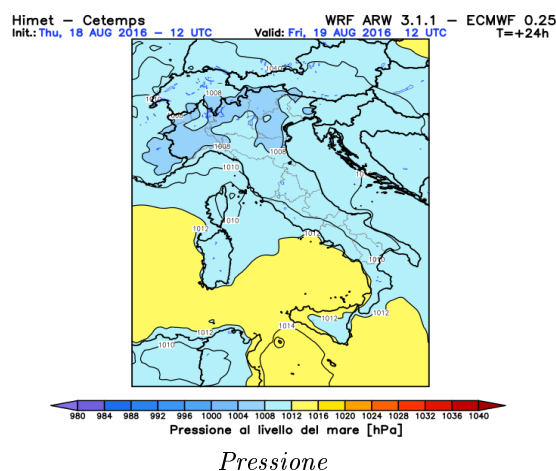 Himet – Cetemps WRF ARW 3.1.1 – ECMWF 0.25
Init.: Thu, 18 AUG 2016 – 12 UTC Valid: Fri, 19 AUG 2016 12 UTC T=+24h
1040
1008
1008
1008
1010
1010
1012
1012
1010
1012
1012
1014
1012
1010
980 984 988 992 996 1000 1004 1008 1012 1016 1020 1024 1028 1032 1036 1040
Pressione al livello del mare [hPa]
Pressione